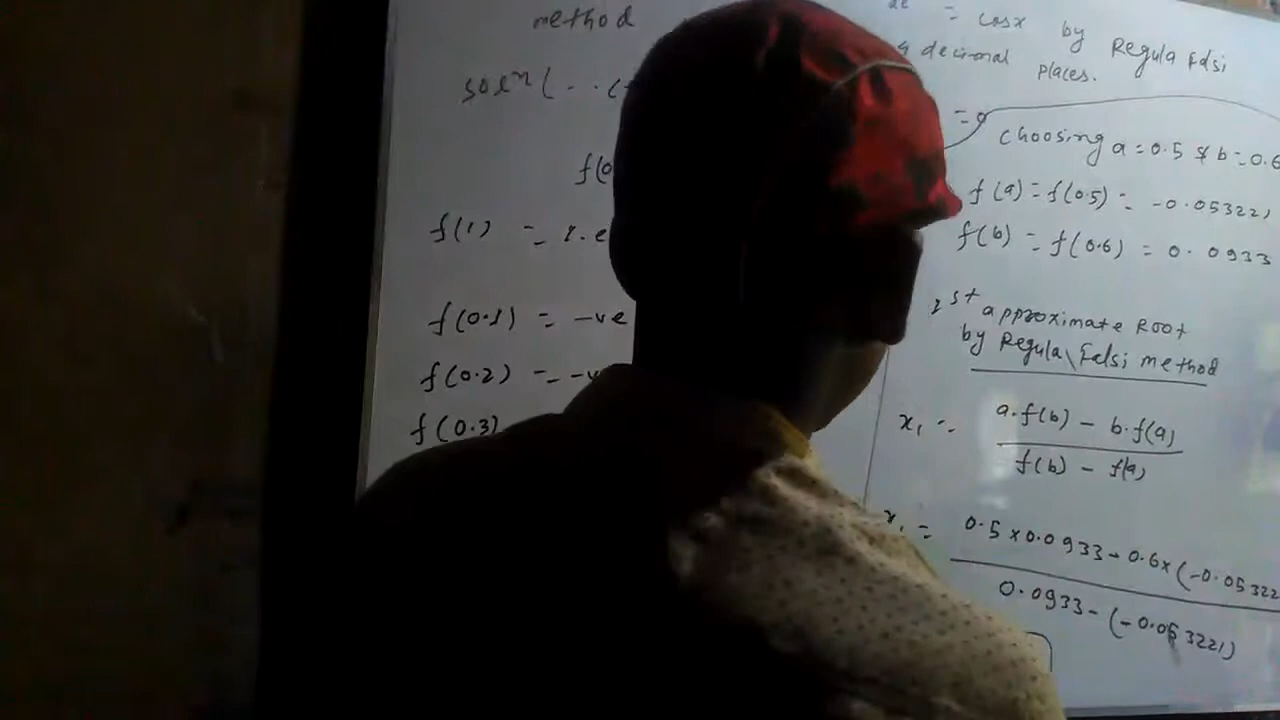 method
= cosx by Regula Falsi
4 decimal places.
sol^n (
f(0
f(1) = 1.e
f(0.1) = -ve
f(0.2) = -v
f(0.3)
= 0
Choosing a = 0.5 & b = 0.6
f(a) = f(0.5) = -0.053221
f(b) = f(0.6) = 0.0933
1st approximate Root
by Regula Falsi method
x₁ = a.f(b) - b.f(a)
f(b) - f(a)
x₁ = 0.5 x 0.0933 - 0.6 x (-0.05322
0.0933 - (-0.053221)